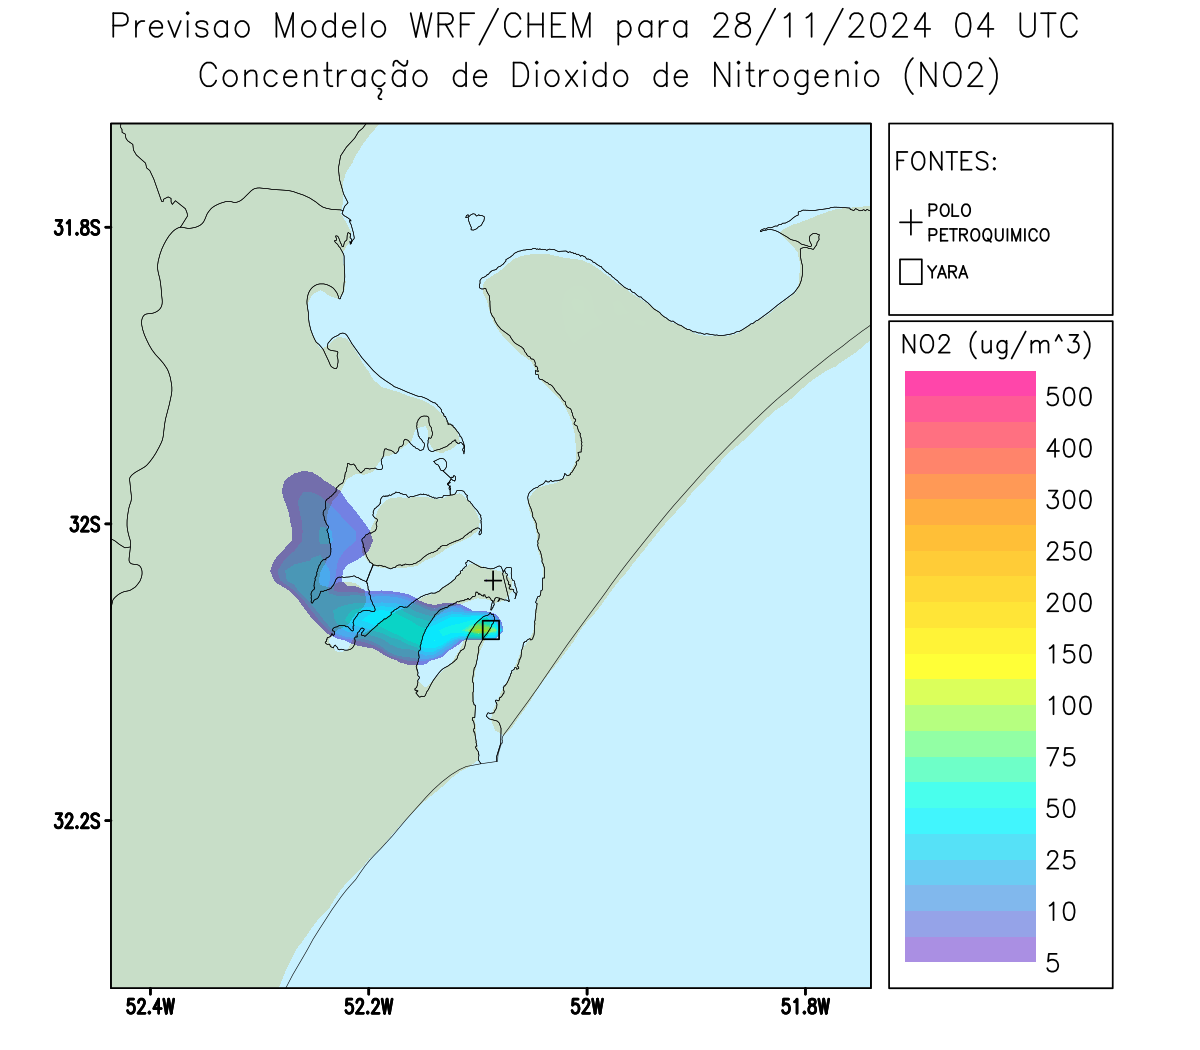 Previsao Modelo WRF/CHEM para 28/11/2024 04 UTC
Concentração de Dioxido de Nitrogenio (NO2)
FONTES:
POLO
PETROQUIMICO
YARA
31.8S
32S
32.2S
52.4W
52.2W
52W
51.8W
NO2 (ug/m^3)
500
400
300
250
200
150
100
75
50
25
10
5